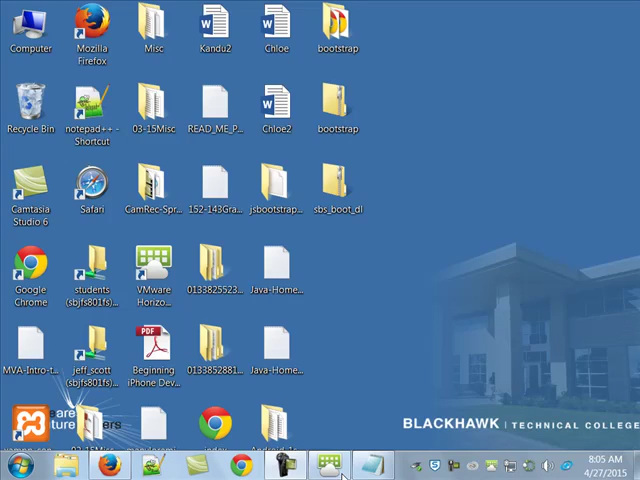 Computer
Mozilla
Firefox
Misc
Kandu2
Chloe
bootstrap
Recycle Bin
notepad++ -
Shortcut
03-15Misc
READ_ME_P...
Chloe2
bootstrap
Camtasia
Studio 6
Safari
CamRec-Spr...
152-143Gra...
jsbootstrap...
sbs_boot_dl
Google
Chrome
students
(sbjfs801fs)...
VMware
Horizo...
0133825523...
Java-Home...
MVA-Intro-t...
jeff_scott
(sbjfs801fs)...
PDF
Beginning
iPhone Dev...
0133852881...
Java-Home...
BLACKHAWK | TECHNICAL COLLEGE
8:05 AM
4/27/2015